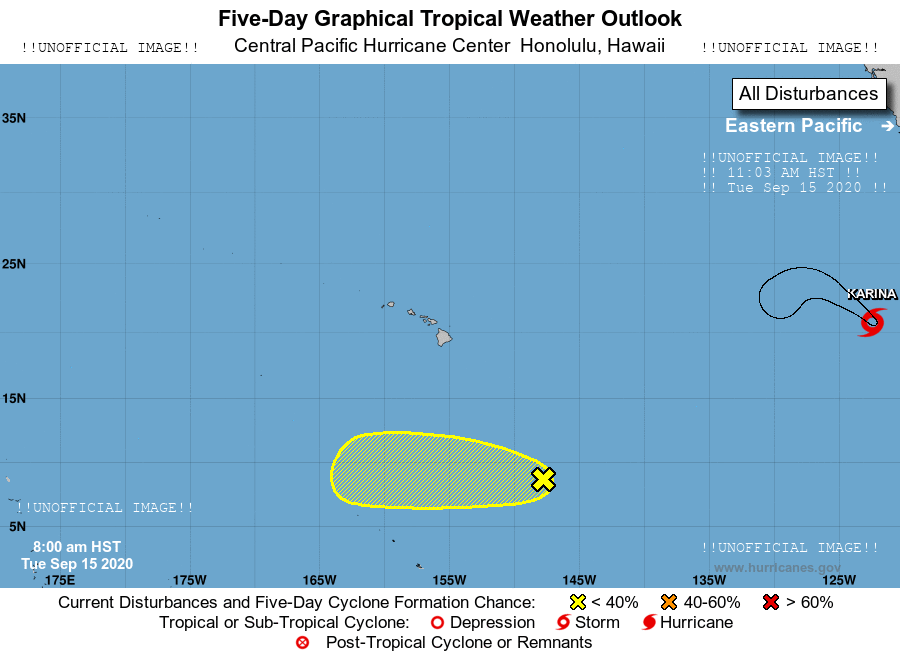 Five-Day Graphical Tropical Weather Outlook
!!UNOFFICIAL IMAGE!! Central Pacific Hurricane Center Honolulu, Hawaii !!UNOFFICIAL IMAGE!!
All Disturbances
35N
Eastern Pacific →
!!UNOFFICIAL IMAGE!!
!! 11:03 AM HST !!
!! Tue Sep 15 2020 !!
25N
KARINA
15N
!!UNOFFICIAL IMAGE!!
5N
8:00 am HST
Tue Sep 15 2020
!!UNOFFICIAL IMAGE!!
www.hurricanes.gov
175E 175W 165W 155W 145W 135W 125W
Current Disturbances and Five-Day Cyclone Formation Chance: < 40% 40-60% > 60%
Tropical or Sub-Tropical Cyclone: Depression Storm Hurricane
Post-Tropical Cyclone or Remnants